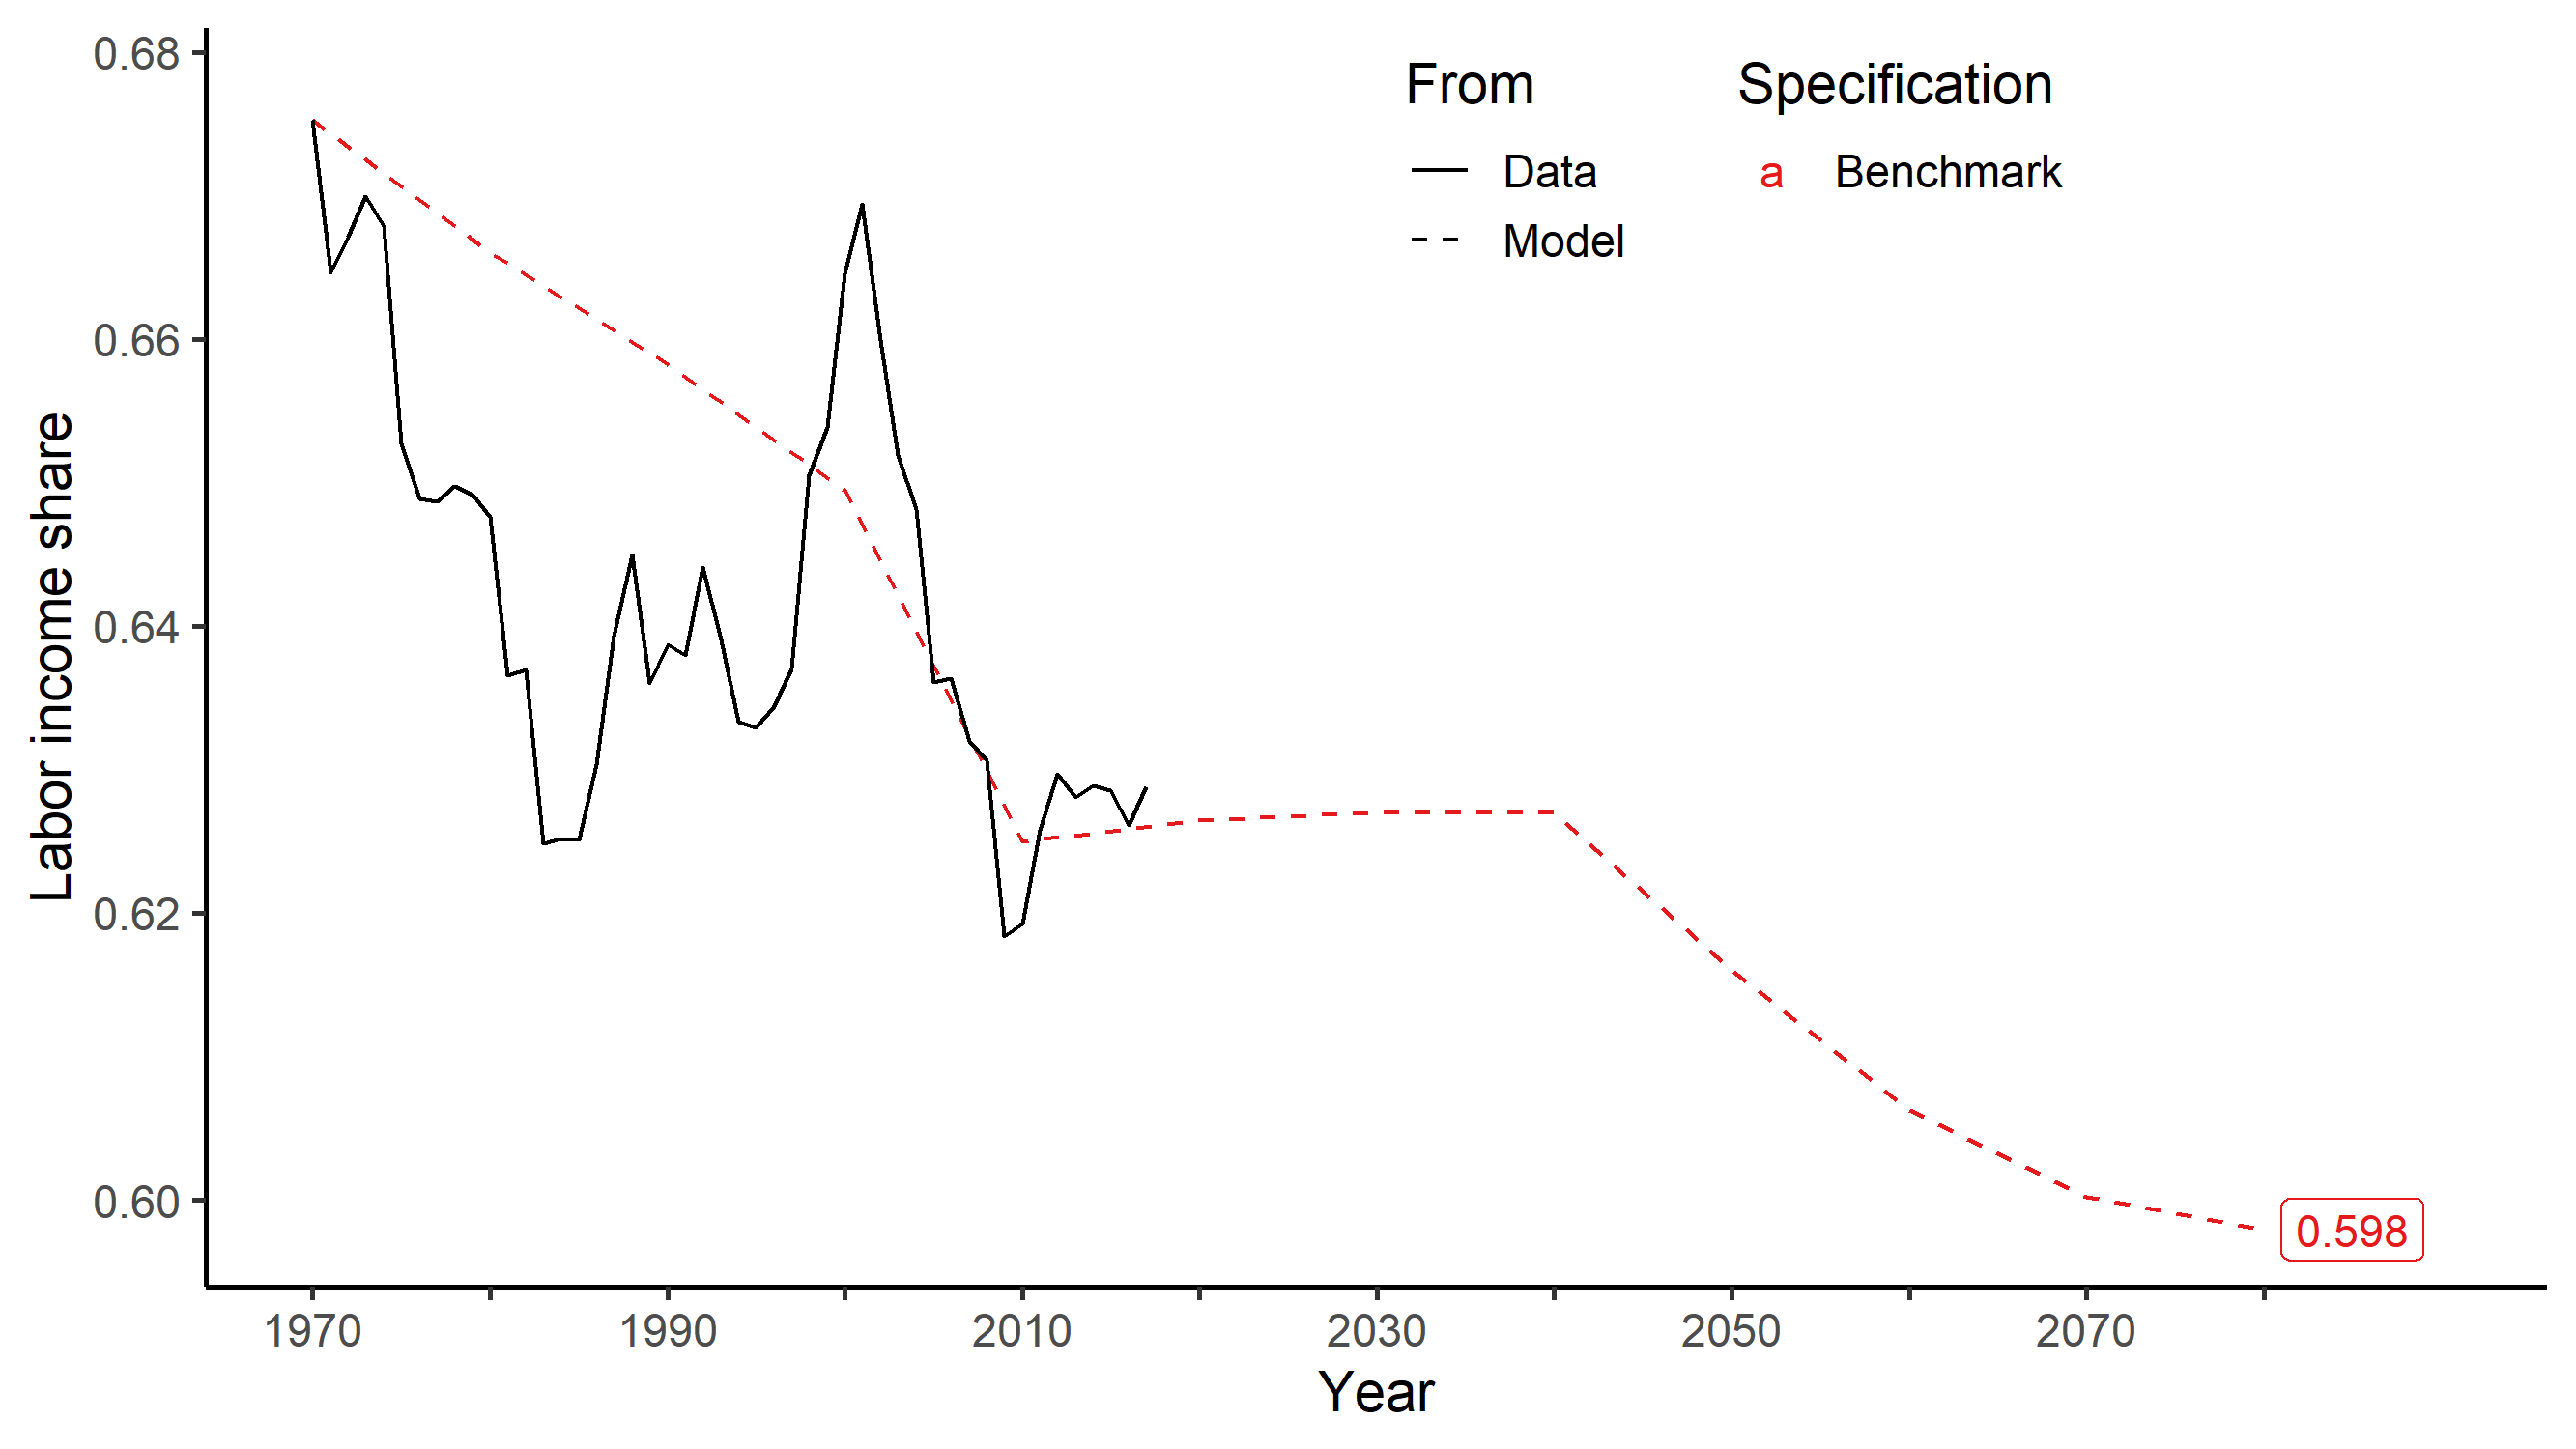 From Specification
Data a Benchmark
Model
Labor income share
0.68
0.66
0.64
0.62
0.60
0.598
1970 1990 2010 2030 2050 2070
Year